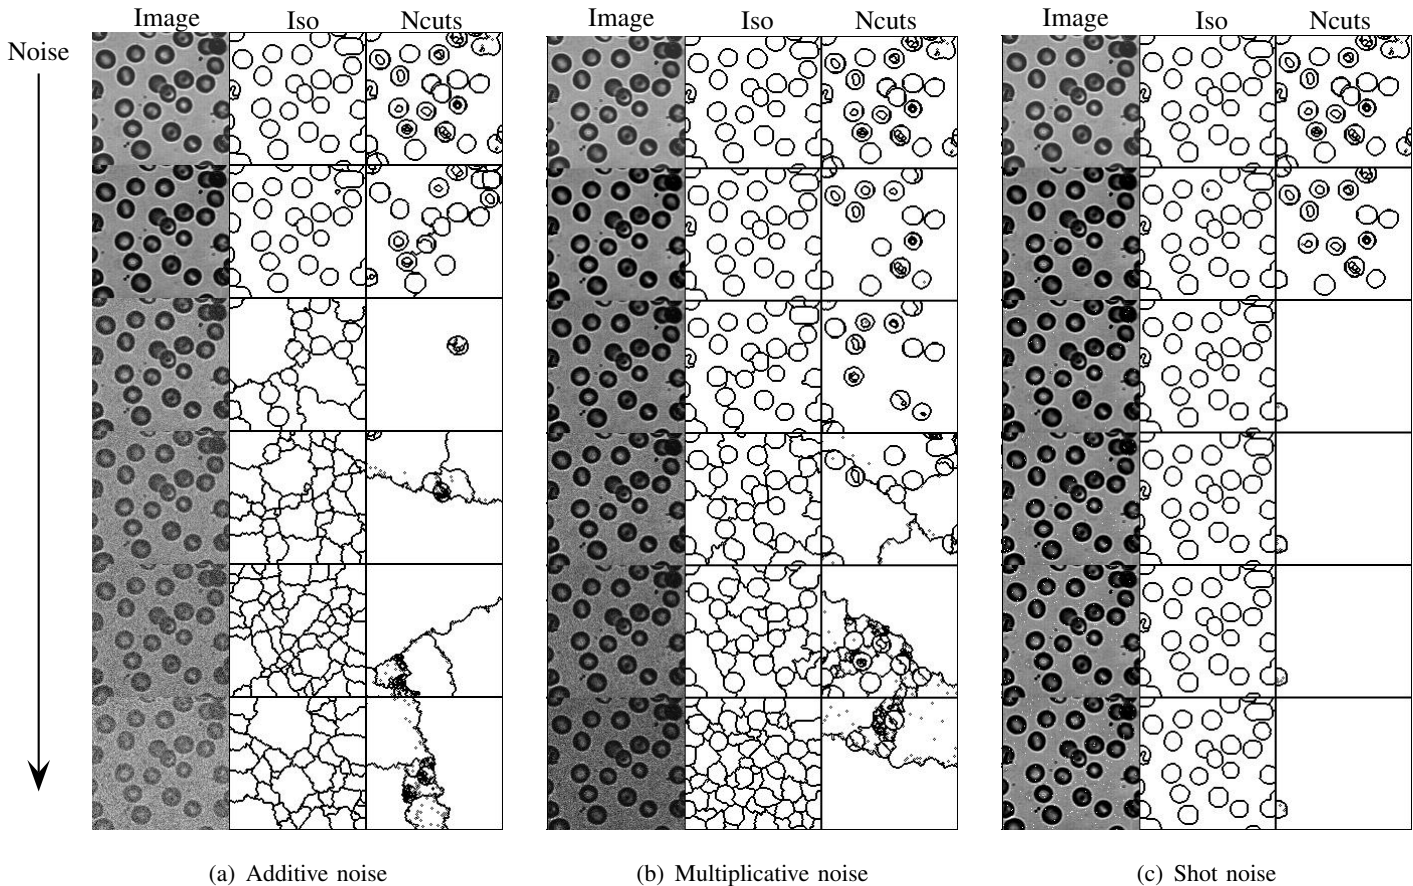 Image Iso Ncuts Image Iso Ncuts Image Iso Ncuts
Noise
(a) Additive noise (b) Multiplicative noise (c) Shot noise